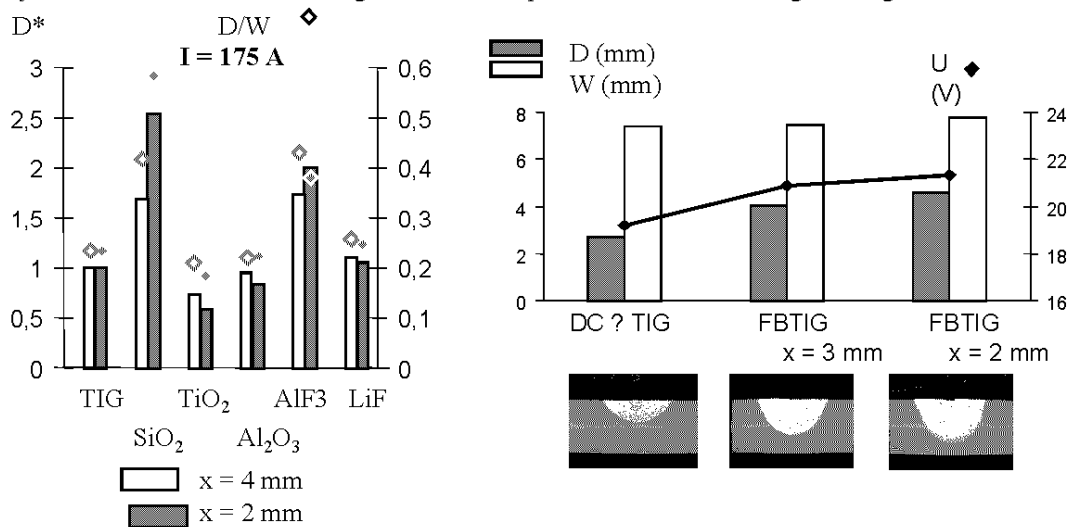 D*
D/W
I = 175 A
3
2,5
2
1,5
1
0,5
0
0,6
0,5
0,4
0,3
0,2
0,1
0
TIG
TiO₂
AlF3
LiF
SiO₂
Al₂O₃
x = 4 mm
x = 2 mm
D (mm)
W (mm)
U
(V)
8
6
4
2
0
24
22
20
18
16
DC ? TIG
FBTIG
x = 3 mm
FBTIG
x = 2 mm